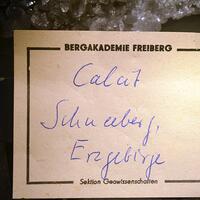 BERGAKADEMIE FREIBERG
Calcit
Schneeberg,
Erzgebirge
Sektion Geowissenschaften